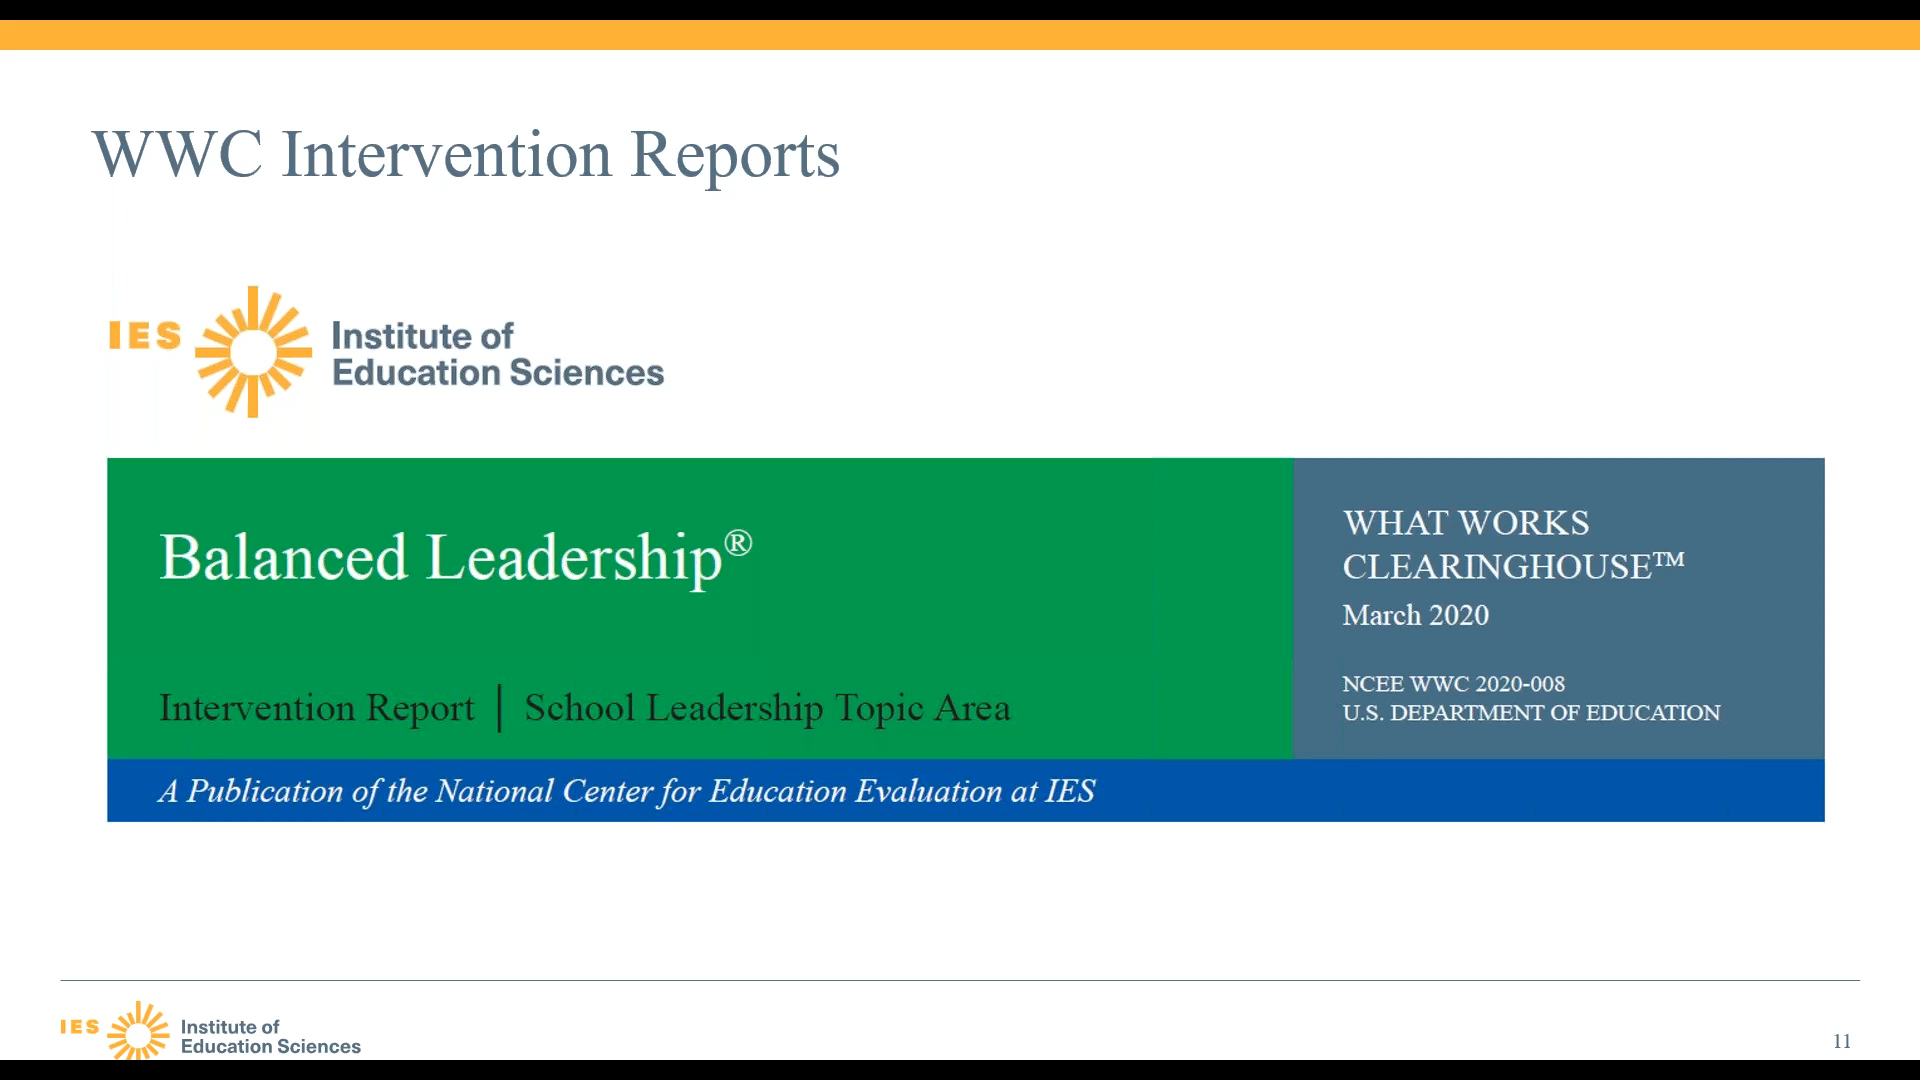 WWC Intervention Reports
IES
Institute of
Education Sciences
Balanced Leadership®
Intervention Report | School Leadership Topic Area
WHAT WORKS
CLEARINGHOUSE™
March 2020
NCEE WWC 2020-008
U.S. DEPARTMENT OF EDUCATION
A Publication of the National Center for Education Evaluation at IES
IES
Institute of
Education Sciences
11